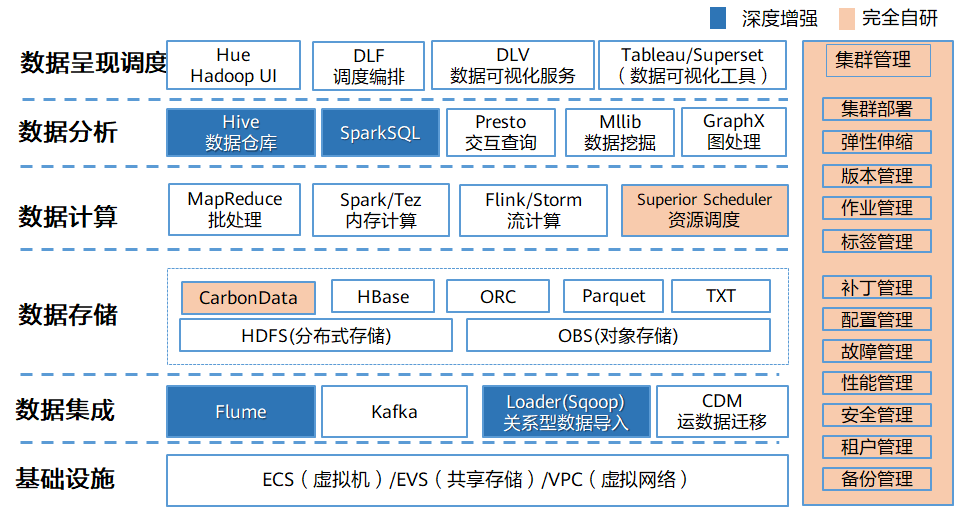 深度增强
完全自研
数据呈现调度
Hue
Hadoop UI
DLF
调度编排
DLV
数据可视化服务
Tableau/Superset
（数据可视化工具）
数据分析
Hive
数据仓库
SparkSQL
Presto
交互查询
Mllib
数据挖掘
GraphX
图处理
数据计算
MapReduce
批处理
Spark/Tez
内存计算
Flink/Storm
流计算
Superior Scheduler
资源调度
数据存储
CarbonData
HBase
ORC
Parquet
TXT
HDFS(分布式存储)
OBS(对象存储)
数据集成
Flume
Kafka
Loader(Sqoop)
关系型数据导入
CDM
运数据迁移
基础设施
ECS（虚拟机）/EVS（共享存储）/VPC（虚拟网络）
集群管理
集群部署
弹性伸缩
版本管理
作业管理
标签管理
补丁管理
配置管理
故障管理
性能管理
安全管理
租户管理
备份管理